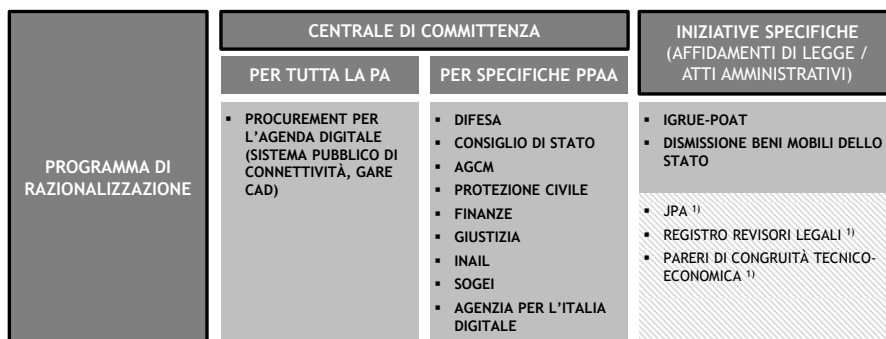 PROGRAMMA DI
RAZIONALIZZAZIONE
CENTRALE DI COMMITTENZA
PER TUTTA LA PA
▪ PROCUREMENT PER
L'AGENDA DIGITALE
(SISTEMA PUBBLICO DI
CONNETTIVITÀ, GARE
CAD)
PER SPECIFICHE PPAA
▪ DIFESA
▪ CONSIGLIO DI STATO
▪ AGCM
▪ PROTEZIONE CIVILE
▪ FINANZE
▪ GIUSTIZIA
▪ INAIL
▪ SOGEI
▪ AGENZIA PER L'ITALIA
DIGITALE
INIZIATIVE SPECIFICHE
(AFFIDAMENTI DI LEGGE /
ATTI AMMINISTRATIVI)
▪ IGRUE-POAT
▪ DISMISSIONE BENI MOBILI DELLO
STATO
▪ JPA 1)
▪ REGISTRO REVISORI LEGALI 1)
▪ PARERI DI CONGRUITÀ TECNICO-
ECONOMICA 1)